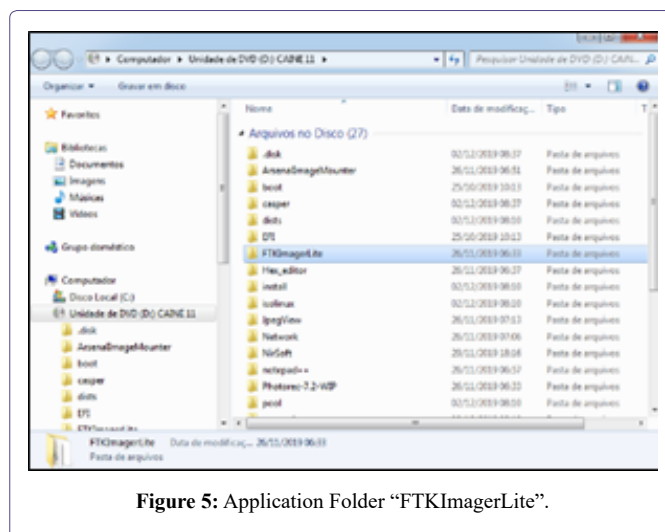 Computador ▸ Unidade de DVD (D:) CAINE 11 ▸
Pesquisar Unidade de DVD (D:) CAIN...
Organizar ▾ Gravar em disco
Favoritos
Bibliotecas
Documentos
Imagens
Músicas
Vídeos
Grupo doméstico
Computador
Disco Local (C:)
Unidade de DVD (D:) CAINE 11
.disk
ArsenalImageMounter
boot
casper
dists
EFI
FTKImagerLite
Nome Data de modificaç... Tipo T
Arquivos no Disco (27)
.disk 02/12/2019 08:37 Pasta de arquivos
ArsenalImageMounter 26/11/2019 06:51 Pasta de arquivos
boot 25/10/2019 10:13 Pasta de arquivos
casper 02/12/2019 08:37 Pasta de arquivos
dists 02/12/2019 08:10 Pasta de arquivos
EFI 25/10/2019 10:13 Pasta de arquivos
FTKImagerLite 26/11/2019 06:33 Pasta de arquivos
Hex_editor 26/11/2019 06:37 Pasta de arquivos
install 02/12/2019 08:10 Pasta de arquivos
isolinux 02/12/2019 08:10 Pasta de arquivos
JpegView 26/11/2019 07:13 Pasta de arquivos
Network 26/11/2019 07:06 Pasta de arquivos
NirSoft 29/11/2019 18:16 Pasta de arquivos
notepad++ 26/11/2019 06:57 Pasta de arquivos
Photorec-7.2-WIP 26/11/2019 06:33 Pasta de arquivos
pool 02/12/2019 08:10 Pasta de arquivos
FTKImagerLite Data de modificaç... 26/11/2019 06:33
Pasta de arquivos
Figure 5: Application Folder “FTKImagerLite”.